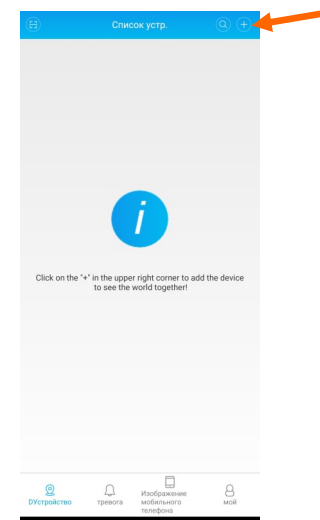 Список устр.
i
Click on the "+" in the upper right corner to add the device
to see the world together!
DУстройство
тревога
Изображение
мобильного
телефона
мой